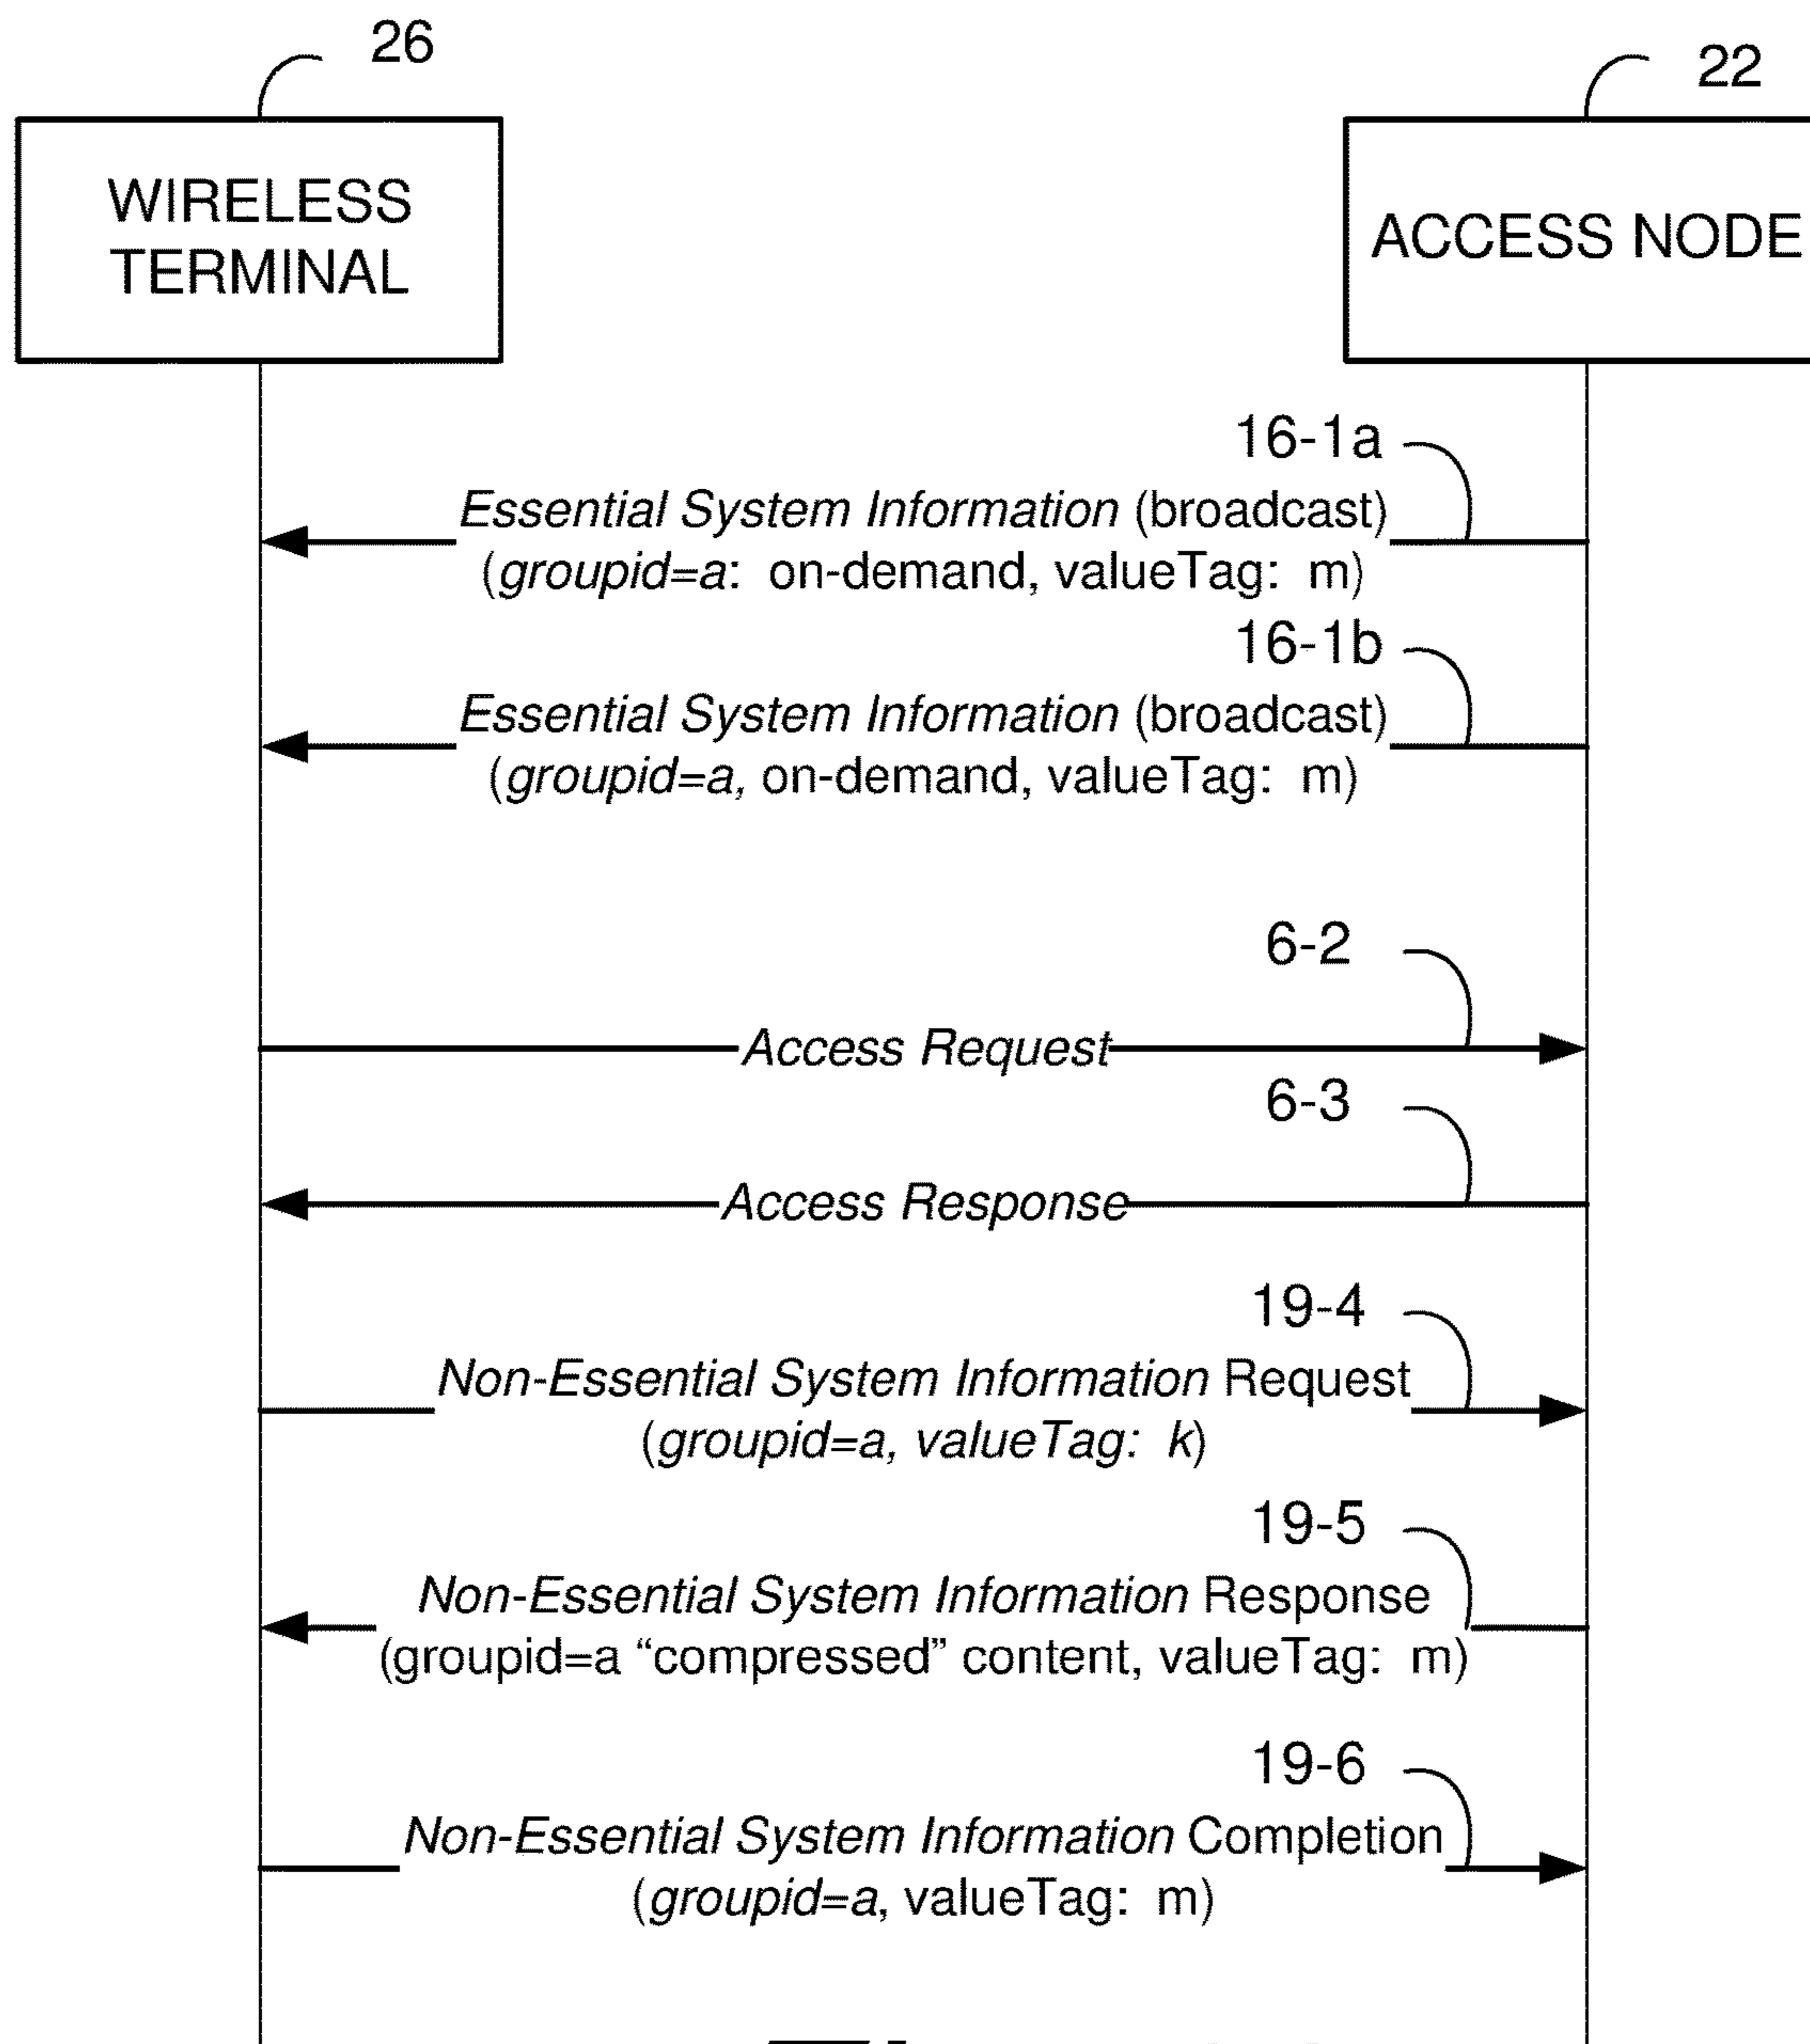 26
22
WIRELESS
TERMINAL
ACCESS NODE
16-1a
Essential System Information (broadcast)
(groupid=a: on-demand, valueTag: m)
16-1b
Essential System Information (broadcast)
(groupid=a, on-demand, valueTag: m)
6-2
Access Request
6-3
Access Response
19-4
Non-Essential System Information Request
(groupid=a, valueTag: k)
19-5
Non-Essential System Information Response
(groupid=a “compressed” content, valueTag: m)
19-6
Non-Essential System Information Completion
(groupid=a, valueTag: m)